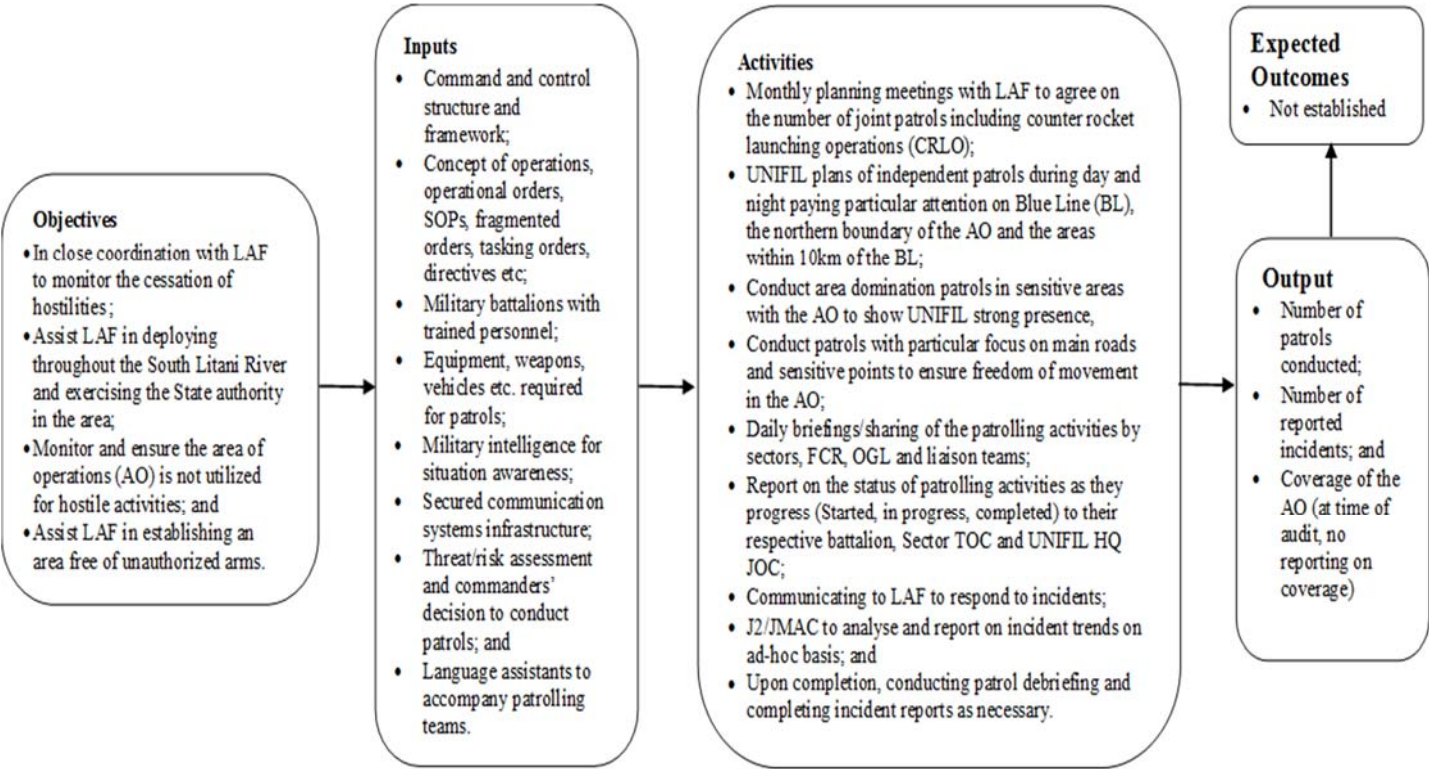 Objectives
• In close coordination with LAF
to monitor the cessation of
hostilities;
• Assist LAF in deploying
throughout the South Litani River
and exercising the State authority
in the area;
• Monitor and ensure the area of
operations (AO) is not utilized
for hostile activities; and
• Assist LAF in establishing an
area free of unauthorized arms.
Inputs
• Command and control
structure and
framework;
• Concept of operations,
operational orders,
SOPs, fragmented
orders, tasking orders,
directives etc;
• Military battalions with
trained personnel;
• Equipment, weapons,
vehicles etc. required
for patrols;
• Military intelligence for
situation awareness;
• Secured communication
systems infrastructure;
• Threat/risk assessment
and commanders'
decision to conduct
patrols; and
• Language assistants to
accompany patrolling
teams.
Activities
• Monthly planning meetings with LAF to agree on
the number of joint patrols including counter rocket
launching operations (CRLO);
• UNIFIL plans of independent patrols during day and
night paying particular attention on Blue Line (BL),
the northern boundary of the AO and the areas
within 10km of the BL;
• Conduct area domination patrols in sensitive areas
with the AO to show UNIFIL strong presence,
• Conduct patrols with particular focus on main roads
and sensitive points to ensure freedom of movement
in the AO;
• Daily briefings/sharing of the patrolling activities by
sectors, FCR, OGL and liaison teams;
• Report on the status of patrolling activities as they
progress (Started, in progress, completed) to their
respective battalion, Sector TOC and UNIFIL HQ
JOC;
• Communicating to LAF to respond to incidents;
• J2/JMAC to analyse and report on incident trends on
ad-hoc basis; and
• Upon completion, conducting patrol debriefing and
completing incident reports as necessary.
Expected
Outcomes
• Not established
Output
• Number of
patrols
conducted;
• Number of
reported
incidents; and
• Coverage of the
AO (at time of
audit, no
reporting on
coverage)